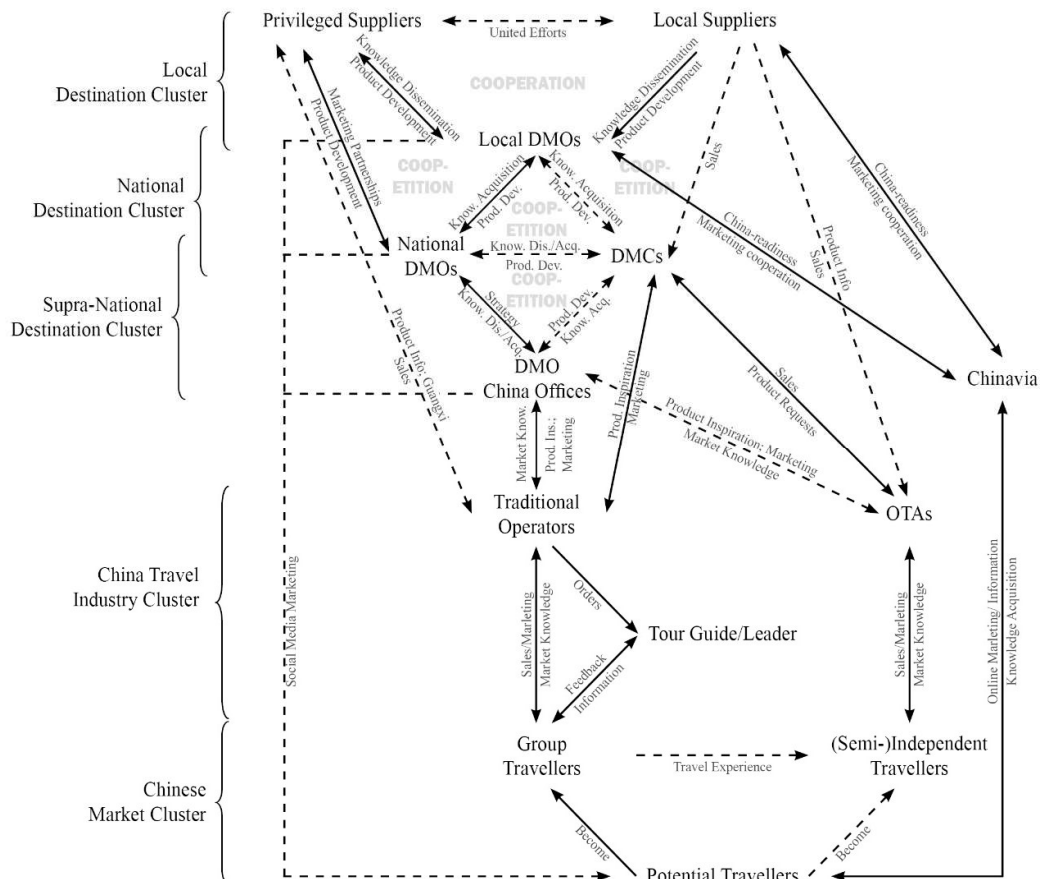 Privileged Suppliers
Local Suppliers
United Efforts
Local
Destination Cluster
Knowledge Dissemination
Product Development
COOPERATION
Knowledge Dissemination
Product Development
Marketing Partnerships
Product Development
Local DMOs
Sales
China-readiness
Marketing cooperation
COOP-
ETITION
COOP-
ETITION
National
Destination Cluster
Know. Acquisition
Prod. Dev.
Know. Acquisition
Prod. Dev.
COOP-
ETITION
China-readiness
Marketing cooperation
Product Info
Sales
National
DMOs
Know. Dis./Acq.
Prod. Dev.
DMCs
COOP-
ETITION
Supra-National
Destination Cluster
Strategy
Know. Dis./Acq.
Prod. Dev.
Know. Acq.
Product Info; Guangxi
Sales
DMO
China Offices
Chinavia
Prod. Inspiration
Marketing
Sales
Product Requests
Market Know.
Prod. Ins.;
Marketing
Product Inspiration; Marketing
Market Knowledge
Traditional
Operators
OTAs
China Travel
Industry Cluster
Social Media Marketing
Sales/Marleting
Market Knowledge
Orders
Tour Guide/Leader
Sales/Marleting
Market Knowledge
Online Marleting/ Information
Knowledge Acquisition
Feedback
Information
Group
Travellers
(Semi-)Independent
Travellers
Travel Experience
Chinese
Market Cluster
Become
Become
Potential Travellers